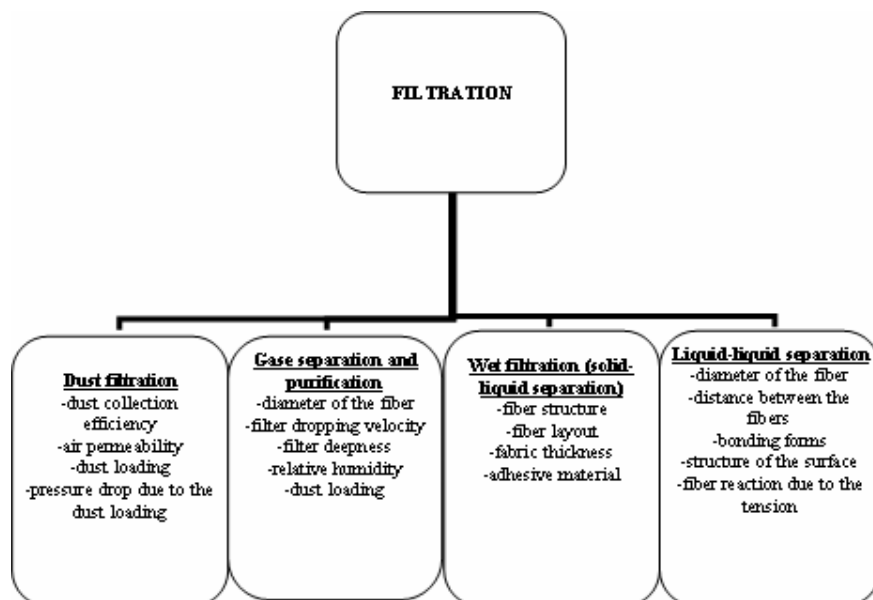 FILTRATION
Dust filtration
-dust collection
efficiency
-air permeability
-dust loading
-pressure drop due to the
dust loading
Gase separation and
purification
-diameter of the fiber
-filter dropping velocity
-filter deepness
-relative humidity
-dust loading
Wet filtration (solid-
liquid separation)
-fiber structure
-fiber layout
-fabric thickness
-adhesive material
Liquid-liquid separation
-diameter of the fiber
-distance between the
fibers
-bonding forms
-structure of the surface
-fiber reaction due to the
tension